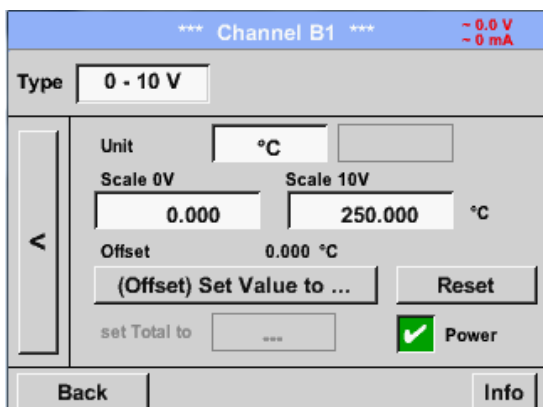 *** Channel B1 ***
~ 0.0 V
~ 0 mA
Type 0 - 10 V
Unit °C
Scale 0V Scale 10V
0.000 250.000 °C
<
Offset 0.000 °C
(Offset) Set Value to ... Reset
set Total to --- Power
Back Info